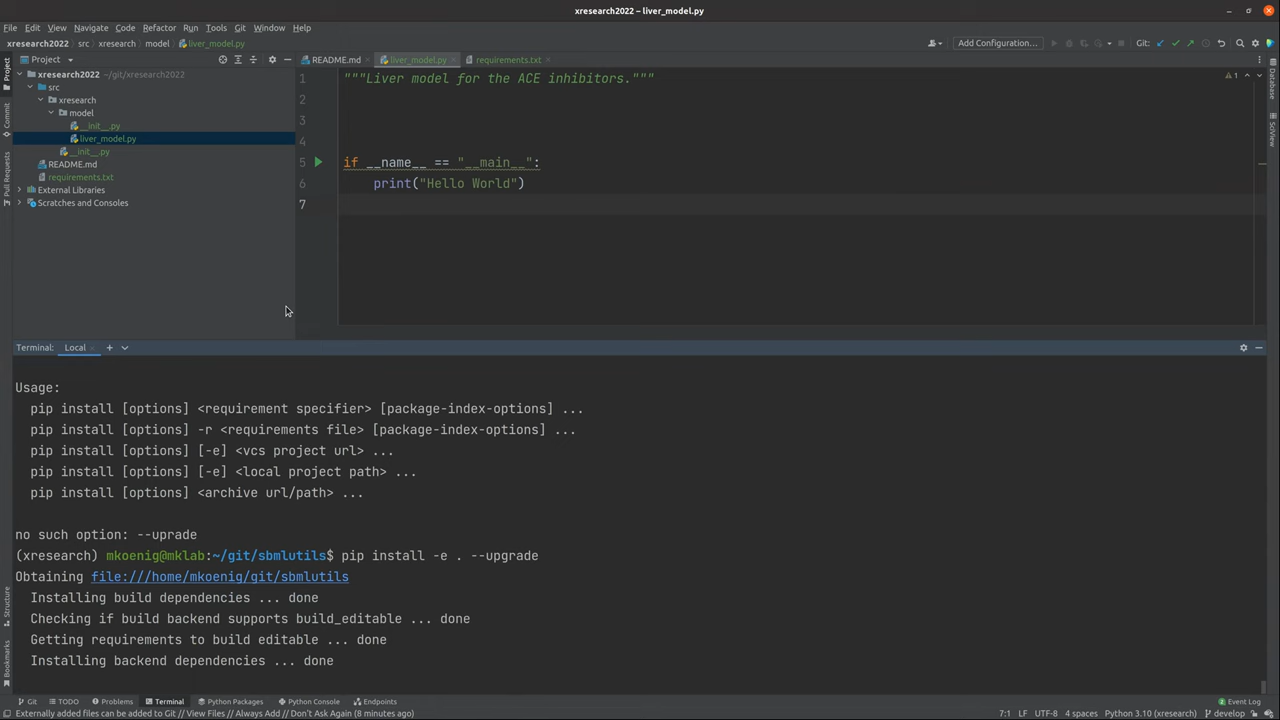 xresearch2022 – liver_model.py
File Edit View Navigate Code Refactor Run Tools Git Window Help
xresearch2022 src xresearch model liver_model.py
Add Configuration...
Git:
Project
README.md
liver_model.py
requirements.txt
xresearch2022 ~/git/xresearch2022
src
xresearch
model
__init__.py
liver_model.py
__init__.py
README.md
requirements.txt
External Libraries
Scratches and Consoles
1 """Liver model for the ACE inhibitors."""
2
3
4
5 if __name__ == "__main__":
6 print("Hello World")
7
1
Project
Commit
Pull Requests
Structure
Bookmarks
Database
SciView
Terminal: Local
Usage:
pip install [options] <requirement specifier> [package-index-options] ...
pip install [options] -r <requirements file> [package-index-options] ...
pip install [options] [-e] <vcs project url> ...
pip install [options] [-e] <local project path> ...
pip install [options] <archive url/path> ...
no such option: --uprade
(xresearch) mkoenig@mklab:~/git/sbmlutils$ pip install -e . --upgrade
Obtaining file:///home/mkoenig/git/sbmlutils
Installing build dependencies ... done
Checking if build backend supports build_editable ... done
Getting requirements to build editable ... done
Installing backend dependencies ... done
Git TODO Problems Terminal Python Packages Python Console Endpoints Event Log
Externally added files can be added to Git // View Files // Always Add // Don't Ask Again (8 minutes ago) 7:1 LF UTF-8 4 spaces Python 3.10 (xresearch) develop